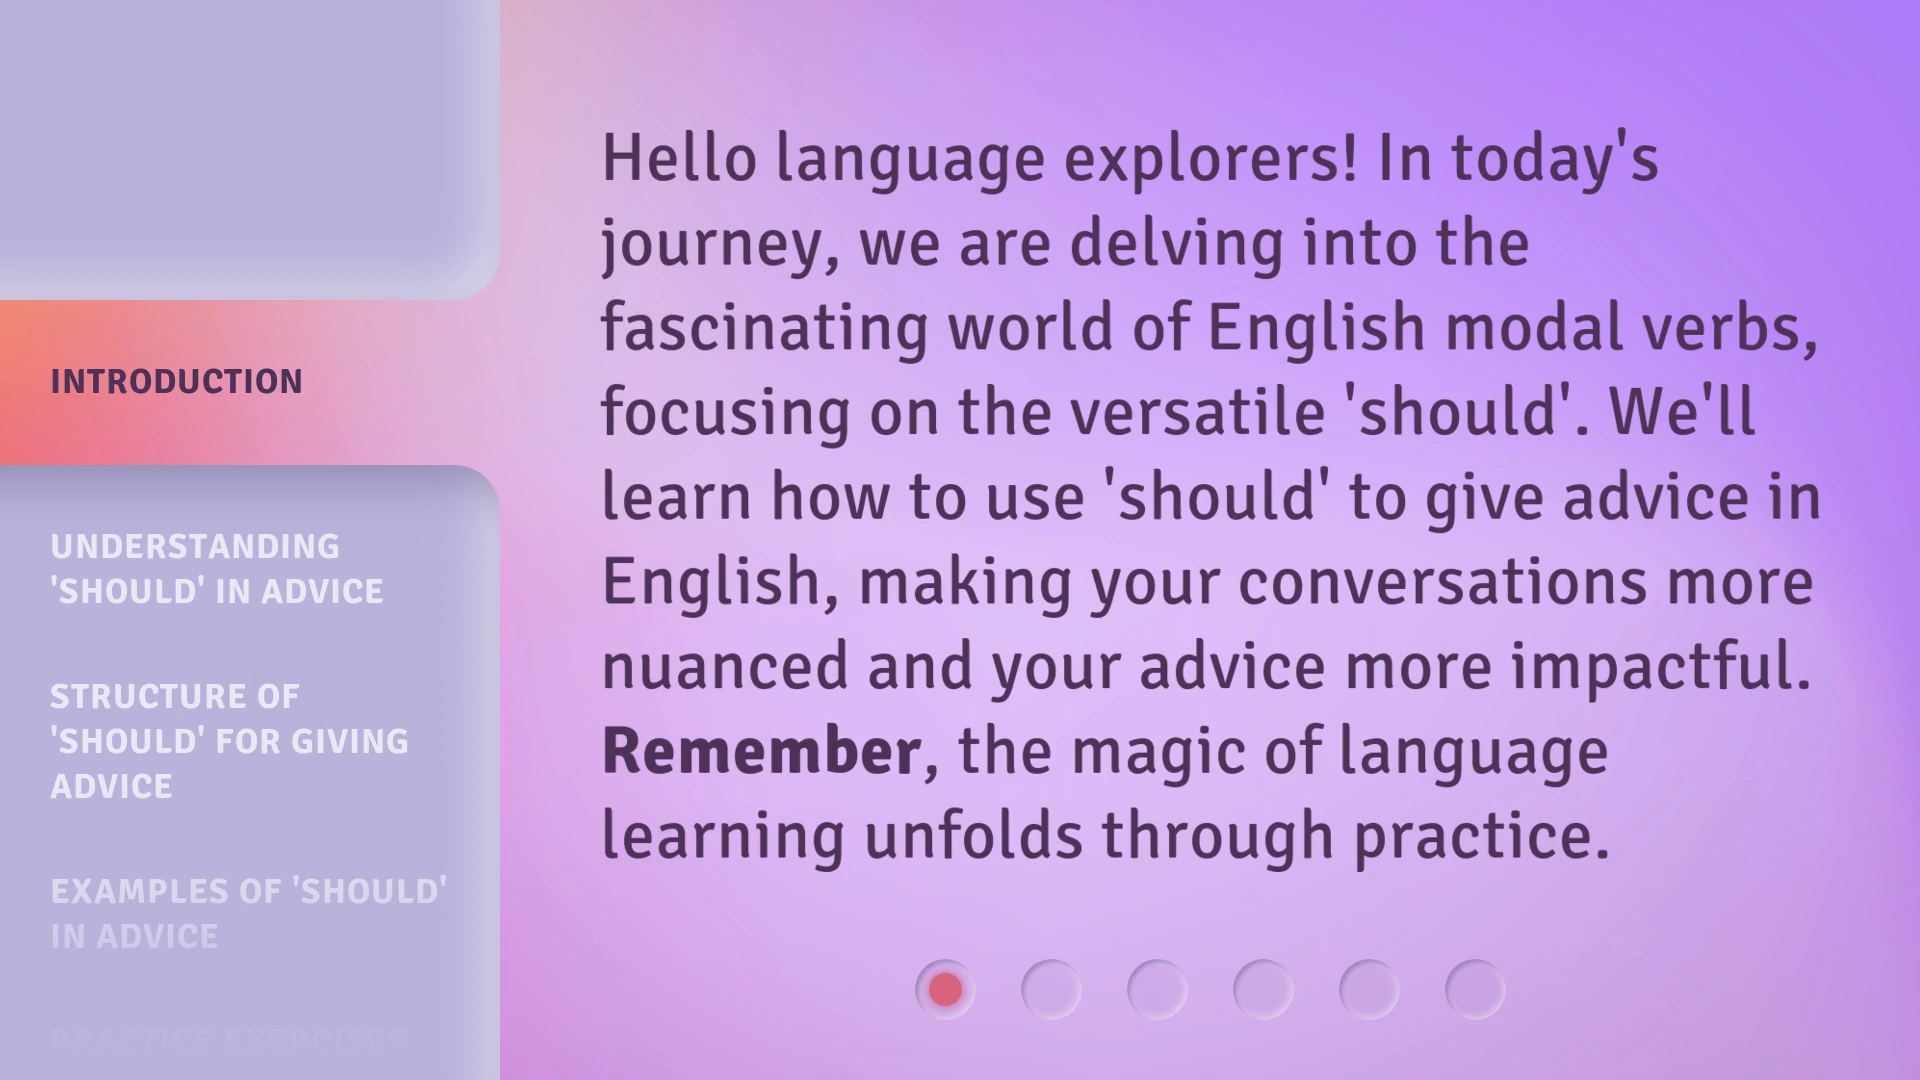 INTRODUCTION
UNDERSTANDING
'SHOULD' IN ADVICE
STRUCTURE OF
'SHOULD' FOR GIVING
ADVICE
EXAMPLES OF 'SHOULD'
IN ADVICE
PRACTICE EXERCISES
Hello language explorers! In today's
journey, we are delving into the
fascinating world of English modal verbs,
focusing on the versatile 'should'. We'll
learn how to use 'should' to give advice in
English, making your conversations more
nuanced and your advice more impactful.
Remember, the magic of language
learning unfolds through practice.